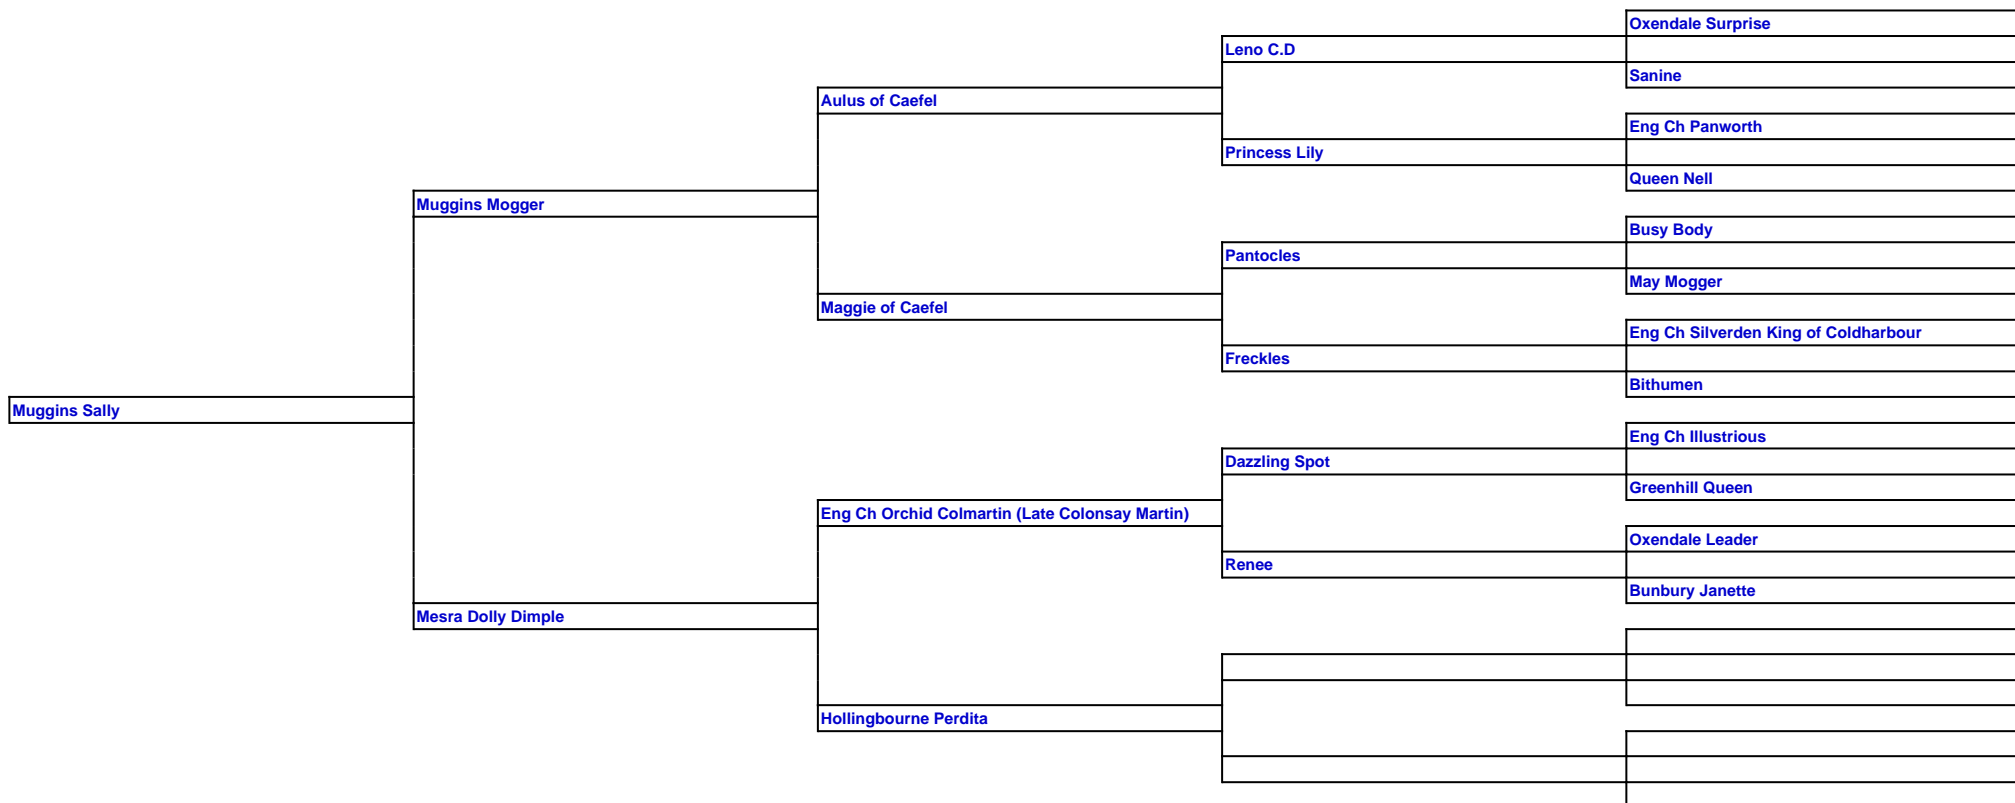 Oxendale Surprise
Leno C.D
Sanine
Aulus of Caefel
Eng Ch Panworth
Princess Lily
Queen Nell
Muggins Mogger
Busy Body
Pantocles
May Mogger
Maggie of Caefel
Eng Ch Silverden King of Coldharbour
Freckles
Bithumen
Muggins Sally
Eng Ch Illustrious
Dazzling Spot
Greenhill Queen
Eng Ch Orchid Colmartin (Late Colonsay Martin)
Oxendale Leader
Renee
Bunbury Janette
Mesra Dolly Dimple
Hollingbourne Perdita